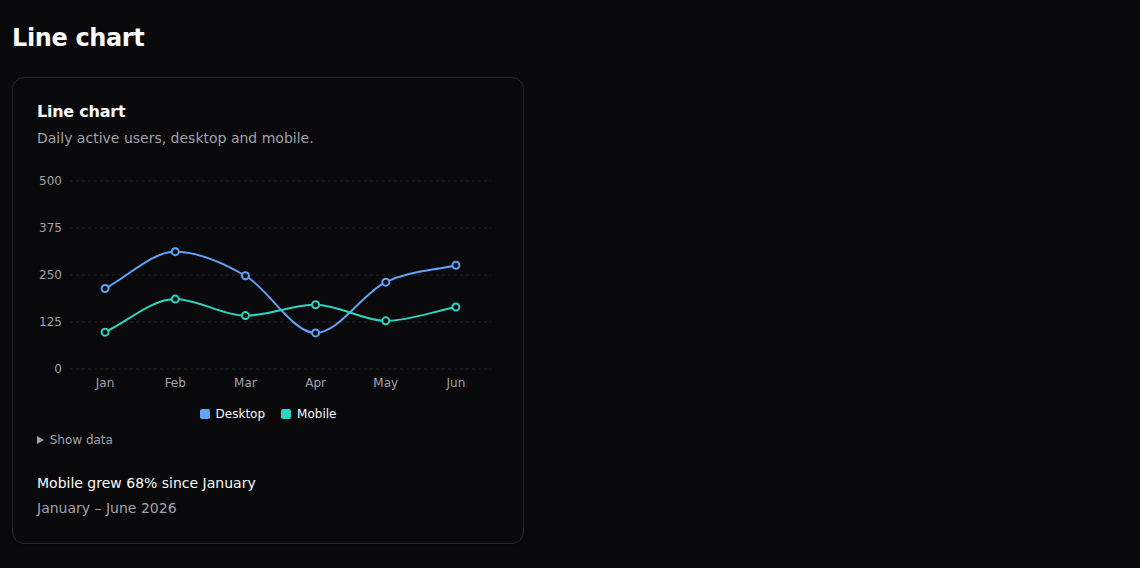 Line chart
Line chart
Daily active users, desktop and mobile.
500
375
250
125
0
Jan Feb Mar Apr May Jun
Desktop Mobile
Show data
Mobile grew 68% since January
January – June 2026